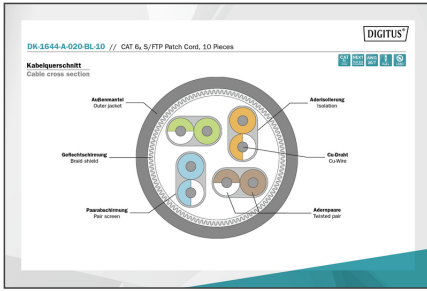 DIGITUS®
DK-1644-A-020-BL-10 // CAT 6A S/FTP Patch Cord, 10 Pieces
Kabelquerschnitt
Cable cross section
Außenmantel
Outer jacket
Aderisolierung
Isolation
Geflechtschirmung
Braid shield
Cu-Draht
Cu-Wire
Paarabschirmung
Pair screen
Aderspaare
Twisted pair